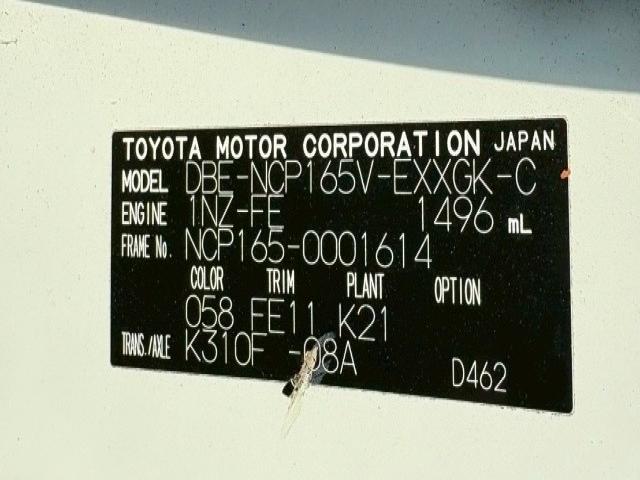 TOYOTA MOTOR CORPORATION JAPAN
MODEL DBE-NCP165V-EXXGK-C
ENGINE 1NZ-FE 1496 mL
FRAME No. NCP165-0001614
COLOR TRIM PLANT OPTION
058 FE11 K21
TRANS./AXLE K310F -08A
D462